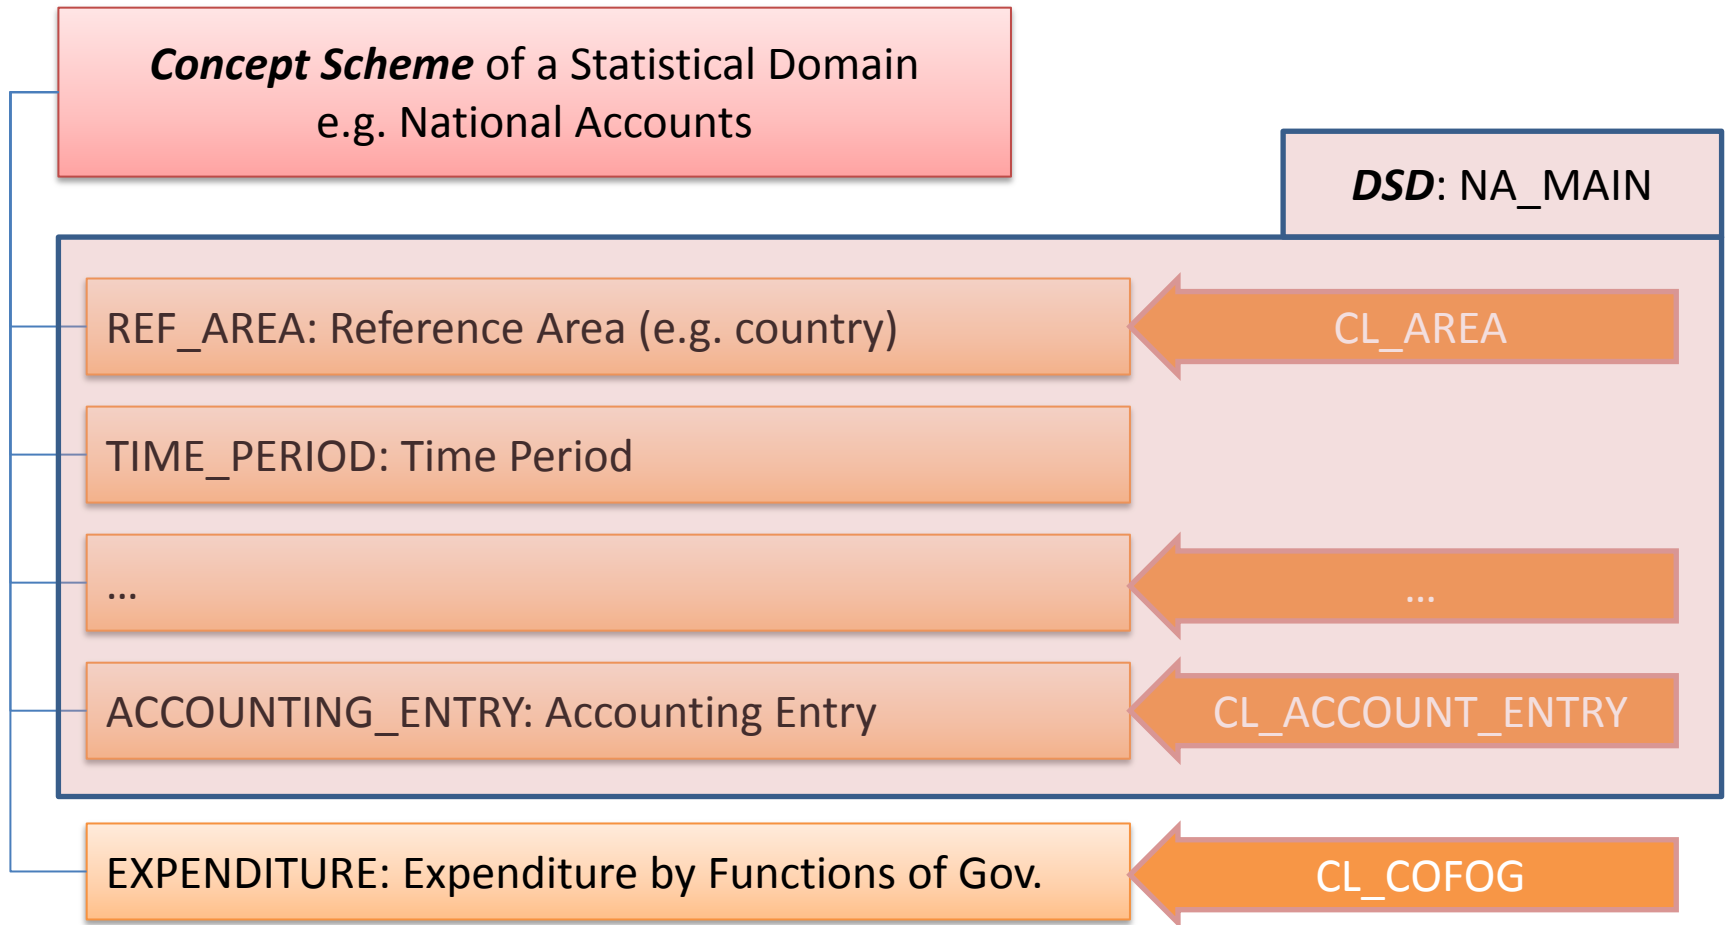 Concept Scheme of a Statistical Domain
e.g. National Accounts
DSD: NA_MAIN
REF_AREA: Reference Area (e.g. country)
CL_AREA
TIME_PERIOD: Time Period
...
...
ACCOUNTING_ENTRY: Accounting Entry
CL_ACCOUNT_ENTRY
EXPENDITURE: Expenditure by Functions of Gov.
CL_COFOG